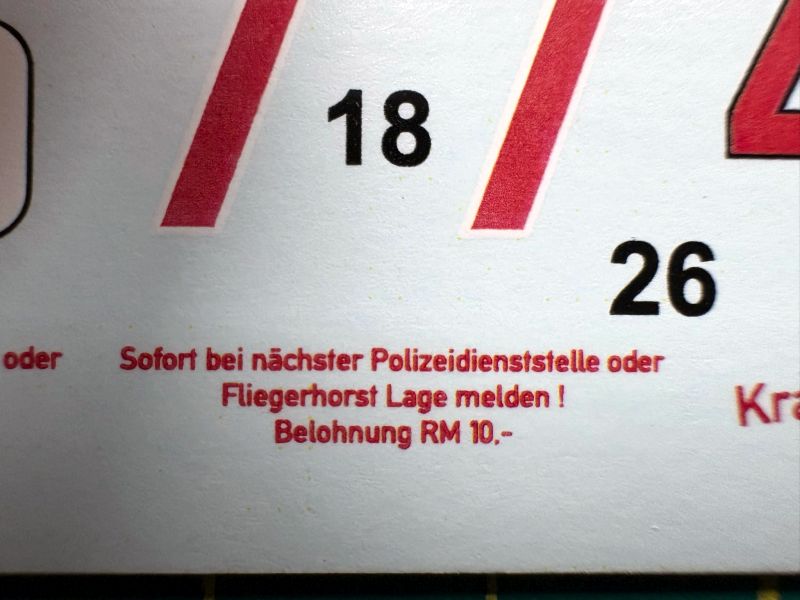 18
26
oder
Sofort bei nächster Polizeidienststelle oder
Fliegerhorst Lage melden !
Belohnung RM 10,-